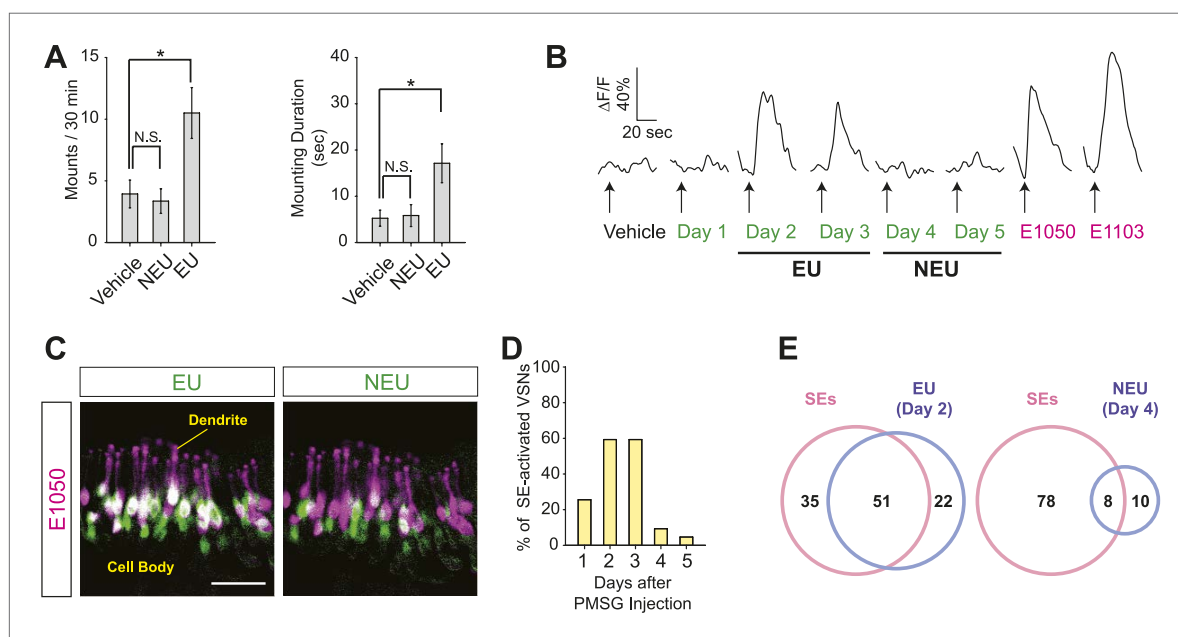 A
15
10
5
0
Mounts / 30 min
*
N.S.
Vehicle
NEU
EU
40
30
20
10
0
Mounting Duration
(sec)
*
N.S.
Vehicle
NEU
EU
B
ΔF/F
40%
20 sec
Vehicle Day 1 Day 2 Day 3 Day 4 Day 5 E1050 E1103
EU NEU
C
EU NEU
E1050
Dendrite
Cell Body
D
100
80
60
40
20
0
% of SE-activated VSNs
1 2 3 4 5
Days after
PMSG Injection
E
SEs EU
(Day 2)
35 51 22
SEs NEU
(Day 4)
78 8 10